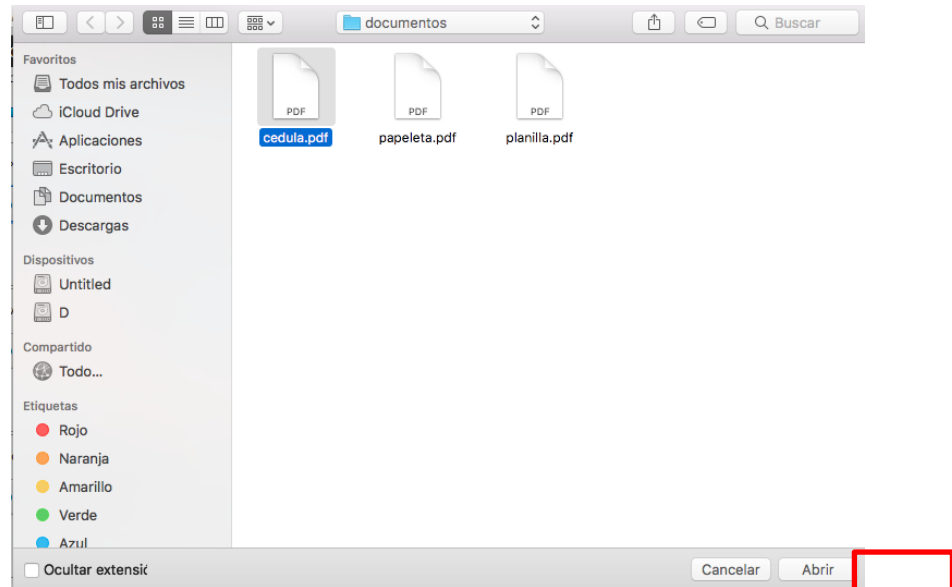 documentos
Buscar
Favoritos
Todos mis archivos
iCloud Drive
Aplicaciones
Escritorio
Documentos
Descargas
Dispositivos
Untitled
D
Compartido
Todo...
Etiquetas
Rojo
Naranja
Amarillo
Verde
Azul
PDF PDF PDF
cedula.pdf papeleta.pdf planilla.pdf
Ocultar extensić
Cancelar Abrir